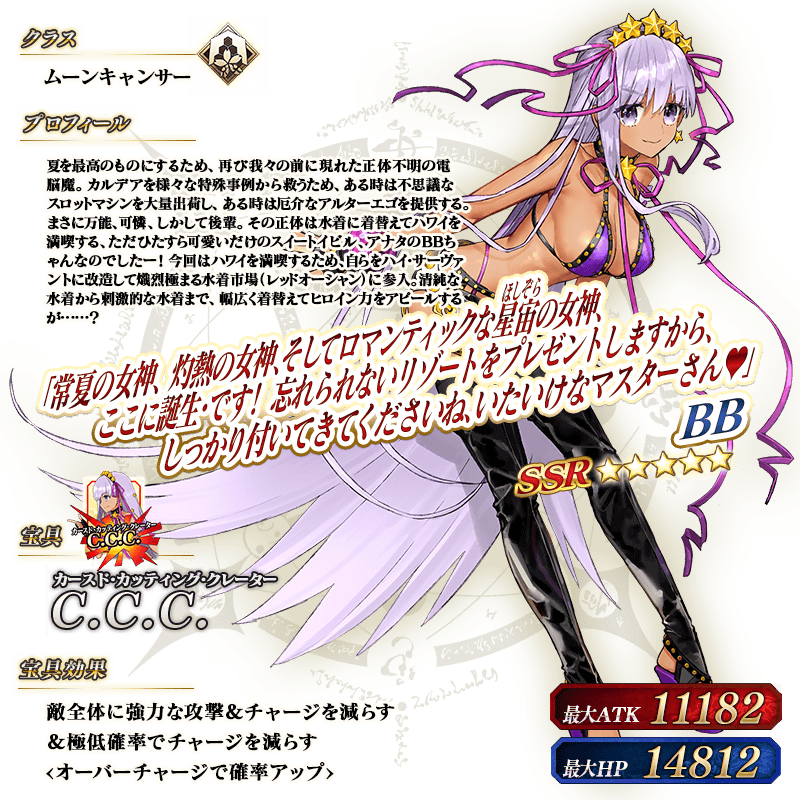 クラス
ムーンキャンサー
プロフィール
夏を最高のものにするため、再び我々の前に現れた正体不明の電
脳魔。カルデアを様々な特殊事例から救うため、ある時は不思議な
スロットマシンを大量出荷し、ある時は厄介なアルターエゴを提供する。
まさに万能、可憐、しかして後輩。その正体は水着に着替えてハワイを
満喫する、ただひたすら可愛いだけのスイートイビル、アナタのBBち
ゃんなのでしたー！今回はハワイを満喫するため、自らをハイ・サーヴァ
ントに改造して熾烈極まる水着市場（レッドオーシャン）に参入。清純な
水着から刺激的な水着まで、幅広く着替えてヒロイン力をアピールする
が……？
ほしぞら
「常夏の女神、灼熱の女神、そしてロマンティックな星宙の女神、
ここに誕生・です！忘れられないリゾートをプレゼントしますから、
しっかり付いてきてくださいね、いたいけなマスターさん♥」
BB
SSR ★★★★★
宝具
カースド・カッティング・クレーター
C.C.C.
カースド・カッティング・クレーター
C.C.C.
宝具効果
敵全体に強力な攻撃＆チャージを減らす
＆極低確率でチャージを減らす
<オーバーチャージで確率アップ>
最大ATK 11182
最大HP 14812